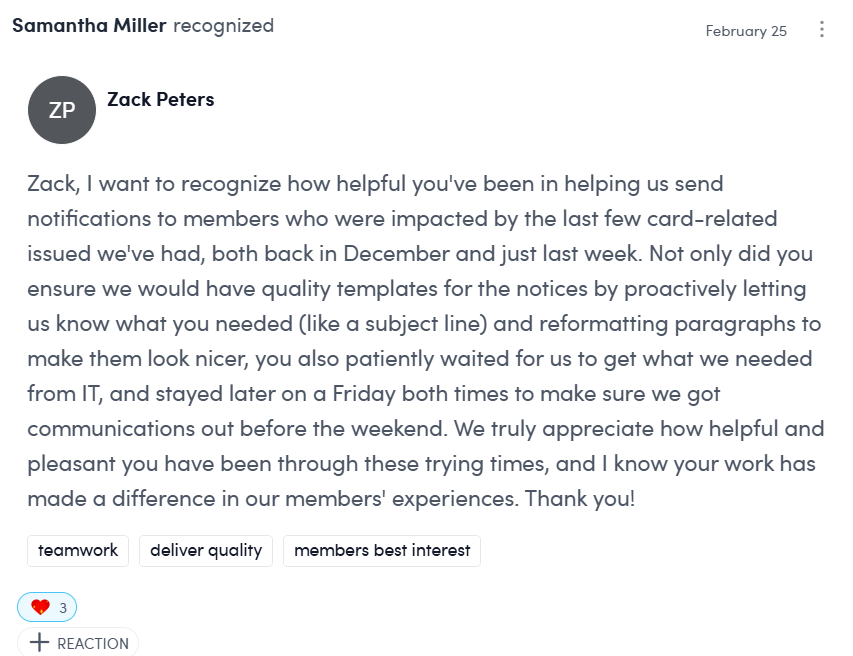 Samantha Miller recognized
February 25
ZP
Zack Peters
Zack, I want to recognize how helpful you've been in helping us send
notifications to members who were impacted by the last few card-related
issued we've had, both back in December and just last week. Not only did you
ensure we would have quality templates for the notices by proactively letting
us know what you needed (like a subject line) and reformatting paragraphs to
make them look nicer, you also patiently waited for us to get what we needed
from IT, and stayed later on a Friday both times to make sure we got
communications out before the weekend. We truly appreciate how helpful and
pleasant you have been through these trying times, and I know your work has
made a difference in our members' experiences. Thank you!
teamwork
deliver quality
members best interest
3
REACTION